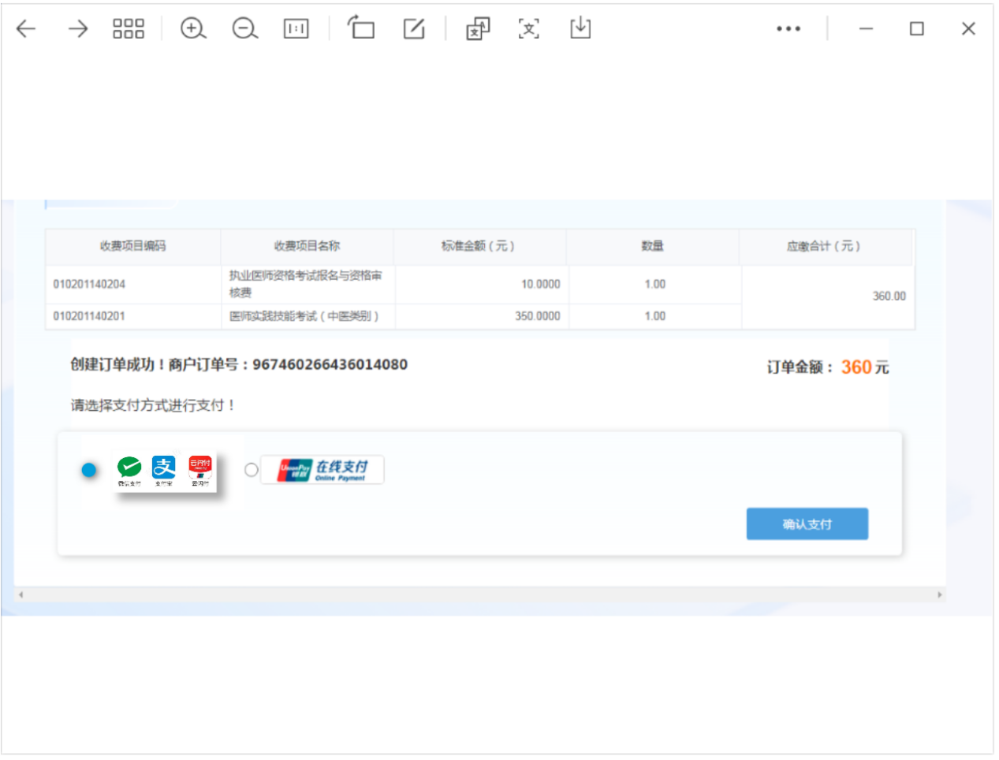 收费项目编码 收费项目名称 标准金额（元） 数量 应缴合计（元）
010201140204 执业医师资格考试报名与资格审核费 10.0000 1.00 360.00
010201140201 医师实践技能考试（中医类别） 350.0000 1.00
创建订单成功！商户订单号：967460266436014080 订单金额：360元
请选择支付方式进行支付！
微信支付 支付宝 云闪付
云闪付
UnionPay 银联 在线支付
Online Payment
确认支付